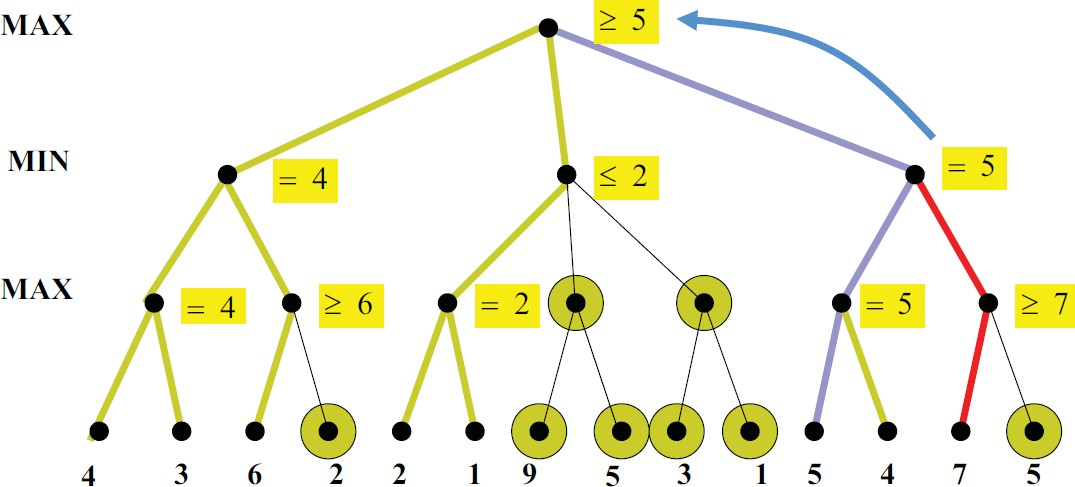 MAX ≥ 5
MIN = 4 ≤ 2 = 5
MAX = 4 ≥ 6 = 2 = 5 ≥ 7
4 3 6 2 2 1 9 5 3 1 5 4 7 5